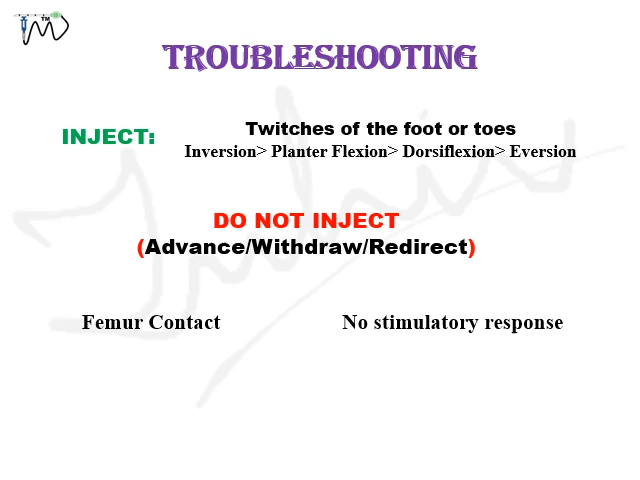 TM
TROUBLESHOOTING
INJECT:
Twitches of the foot or toes
Inversion> Planter Flexion> Dorsiflexion> Eversion
DO NOT INJECT
(Advance/Withdraw/Redirect)
Femur Contact
No stimulatory response